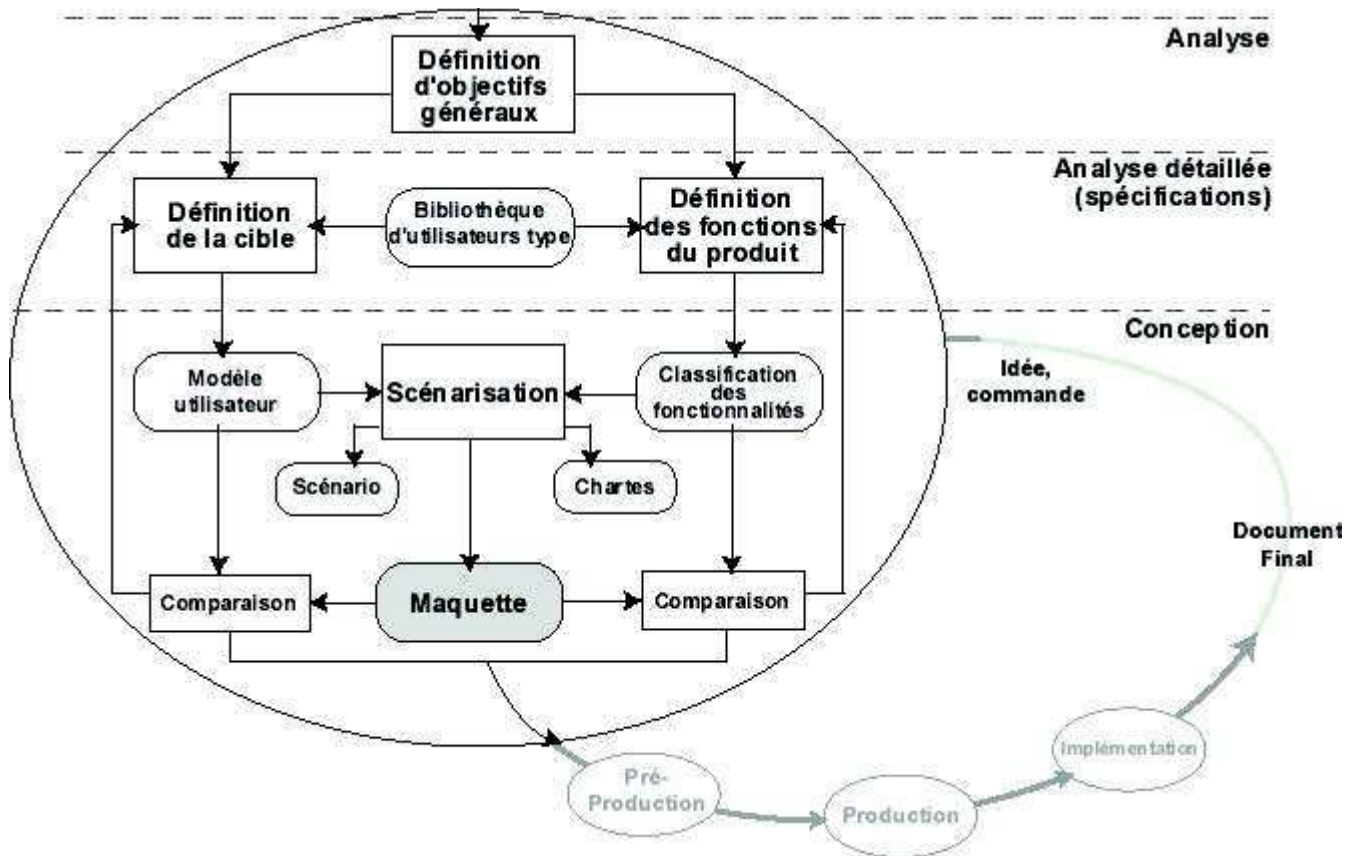 Analyse
Définition
d'objectifs
généraux
Analyse détaillée
(spécifications)
Définition
de la cible
Bibliothèque
d'utilisateurs type
Définition
des fonctions
du produit
Conception
Modèle
utilisateur
Scénarisation
Classification
des
fonctionnalités
Idée,
commande
Scénario
Chartes
Document
Final
Comparaison
Maquette
Comparaison
Pré-
Production
Production
Implémentation